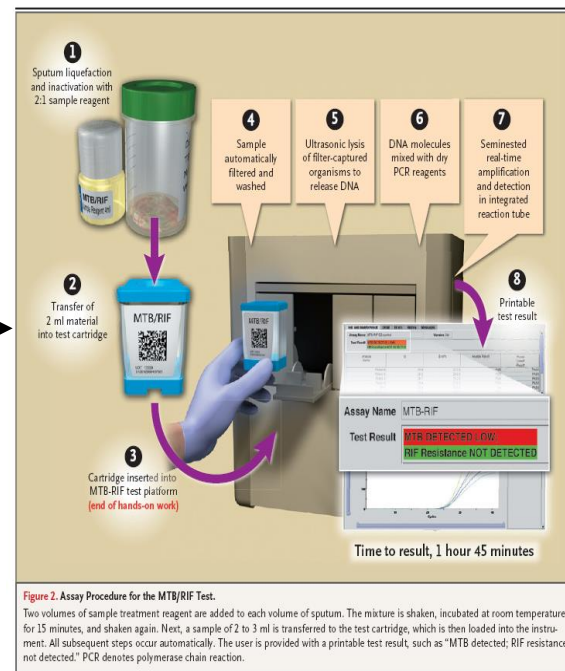 1
Sputum liquefaction
and inactivation with
2:1 sample reagent
MTB/RIF
2
Transfer of
2 ml material
into test cartridge
MTB/RIF
3
Cartridge inserted into
MTB-RIF test platform
(end of hands-on work)
MTB/RIF
4
Sample
automatically
filtered and
washed
5
Ultrasonic lysis
of filter-captured
organisms to
release DNA
6
DNA molecules
mixed with dry
PCR reagents
7
Seminested
real-time
amplification
and detection
in integrated
reaction tube
8
Printable
test result
Assay Name MTB-RIF
Test Result MTB DETECTED LOW
RIF Resistance NOT DETECTED
Time to result, 1 hour 45 minutes
Figure 2. Assay Procedure for the MTB/RIF Test.
Two volumes of sample treatment reagent are added to each volume of sputum. The mixture is shaken, incubated at room temperature
for 15 minutes, and shaken again. Next, a sample of 2 to 3 ml is transferred to the test cartridge, which is then loaded into the instru-
ment. All subsequent steps occur automatically. The user is provided with a printable test result, such as “MTB detected; RIF resistance
not detected.” PCR denotes polymerase chain reaction.